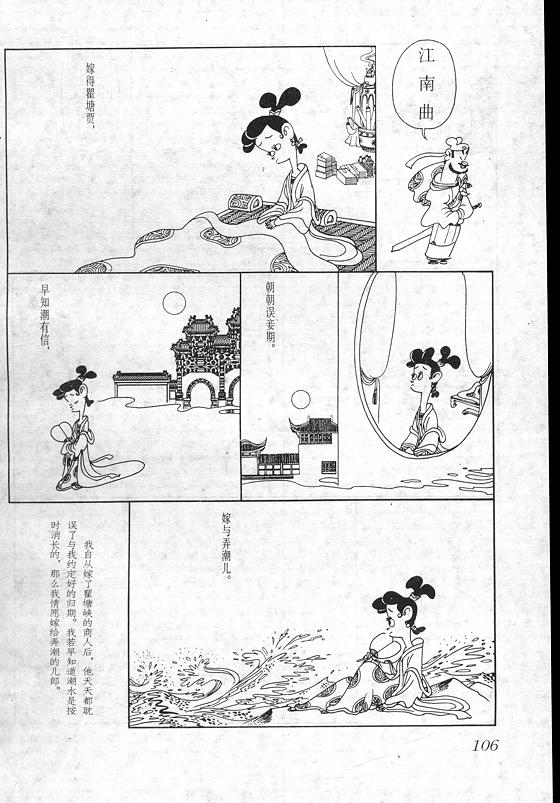 江南曲
嫁得瞿塘贾，
朝朝误妾期。
早知潮有信，
嫁与弄潮儿。
我自从嫁了瞿塘峡的商人后，他天天都耽
误了与我约定好的归期。我若早知道潮水是按
时消长的，那么我情愿嫁给弄潮的儿郎。
106